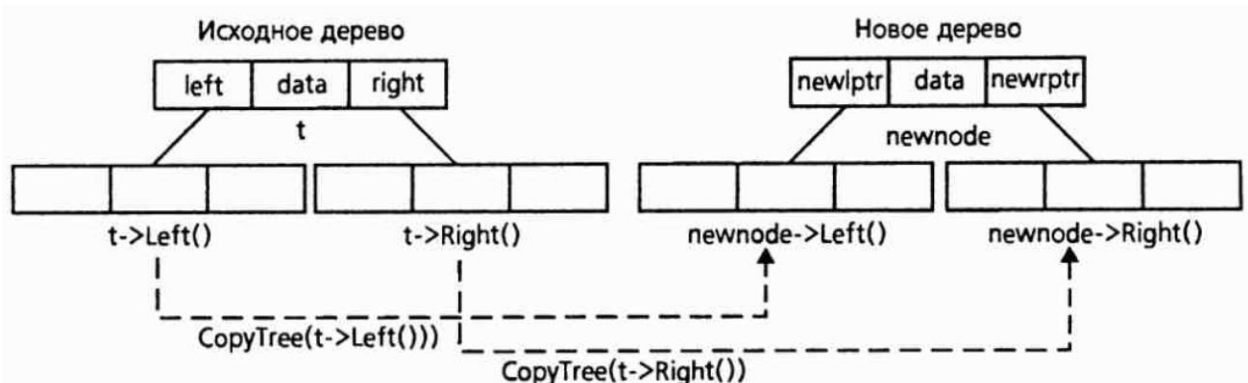 Исходное дерево
left data right
t
t->Left() t->Right()
Новое дерево
newlptr data newrptr
newnode
newnode->Left() newnode->Right()
CopyTree(t->Left()))
CopyTree(t->Right())